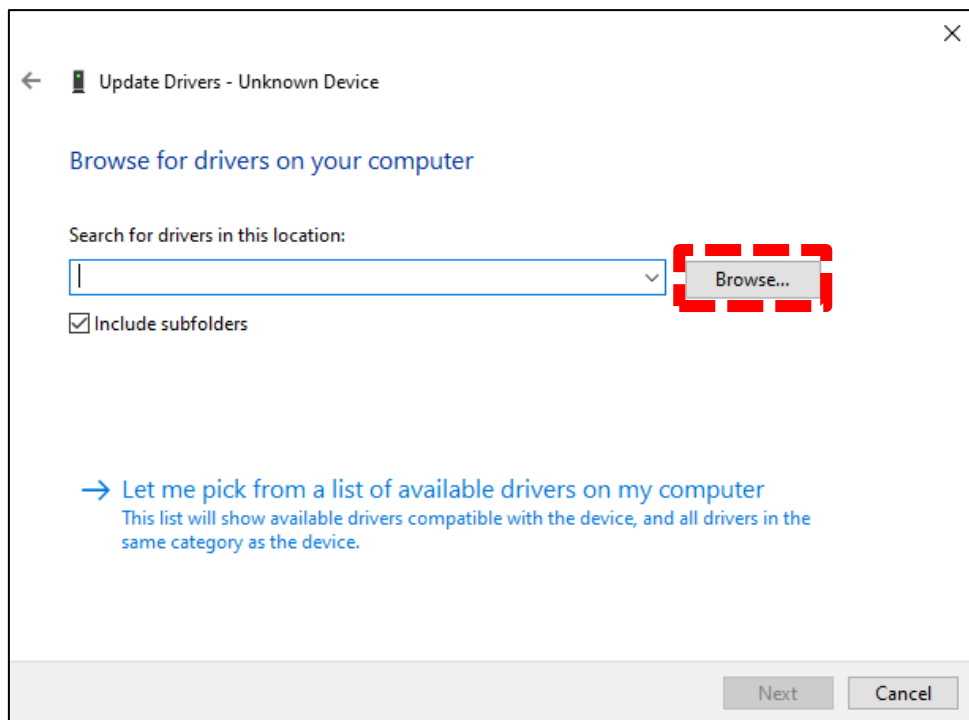 Update Drivers - Unknown Device
Browse for drivers on your computer
Search for drivers in this location:
Browse...
Include subfolders
Let me pick from a list of available drivers on my computer
This list will show available drivers compatible with the device, and all drivers in the
same category as the device.
Next
Cancel